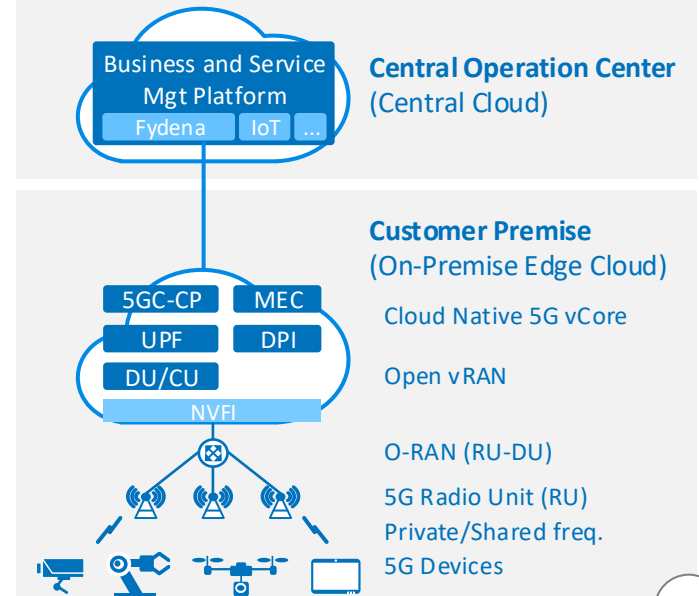 Business and Service
Mgt Platform
Fydena IoT ...
Central Operation Center
(Central Cloud)
Customer Premise
(On-Premise Edge Cloud)
5GC-CP MEC
Cloud Native 5G vCore
UPF DPI
DU/CU
Open vRAN
NVFI
O-RAN (RU-DU)
5G Radio Unit (RU)
Private/Shared freq.
5G Devices